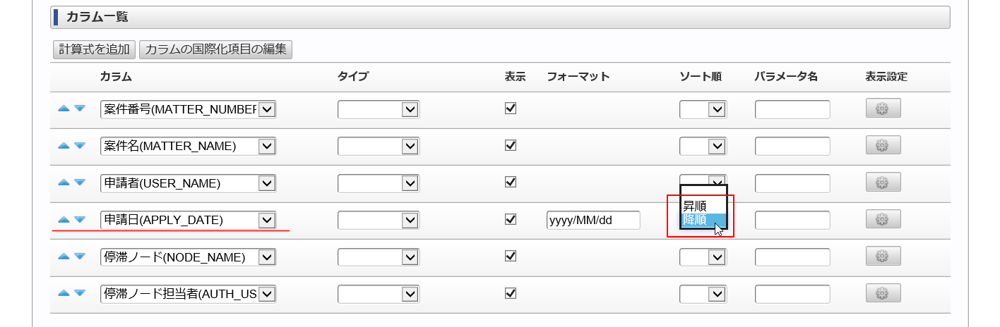 カラム一覧
計算式を追加 カラムの国際化項目の編集
カラム タイプ 表示 フォーマット ソート順 パラメータ名 表示設定
案件番号(MATTER_NUMBER
案件名(MATTER_NAME)
申請者(USER_NAME)
昇順
申請日(APPLY_DATE) yyyy/MM/dd 降順
停滞ノード(NODE_NAME)
停滞ノード担当者(AUTH_US